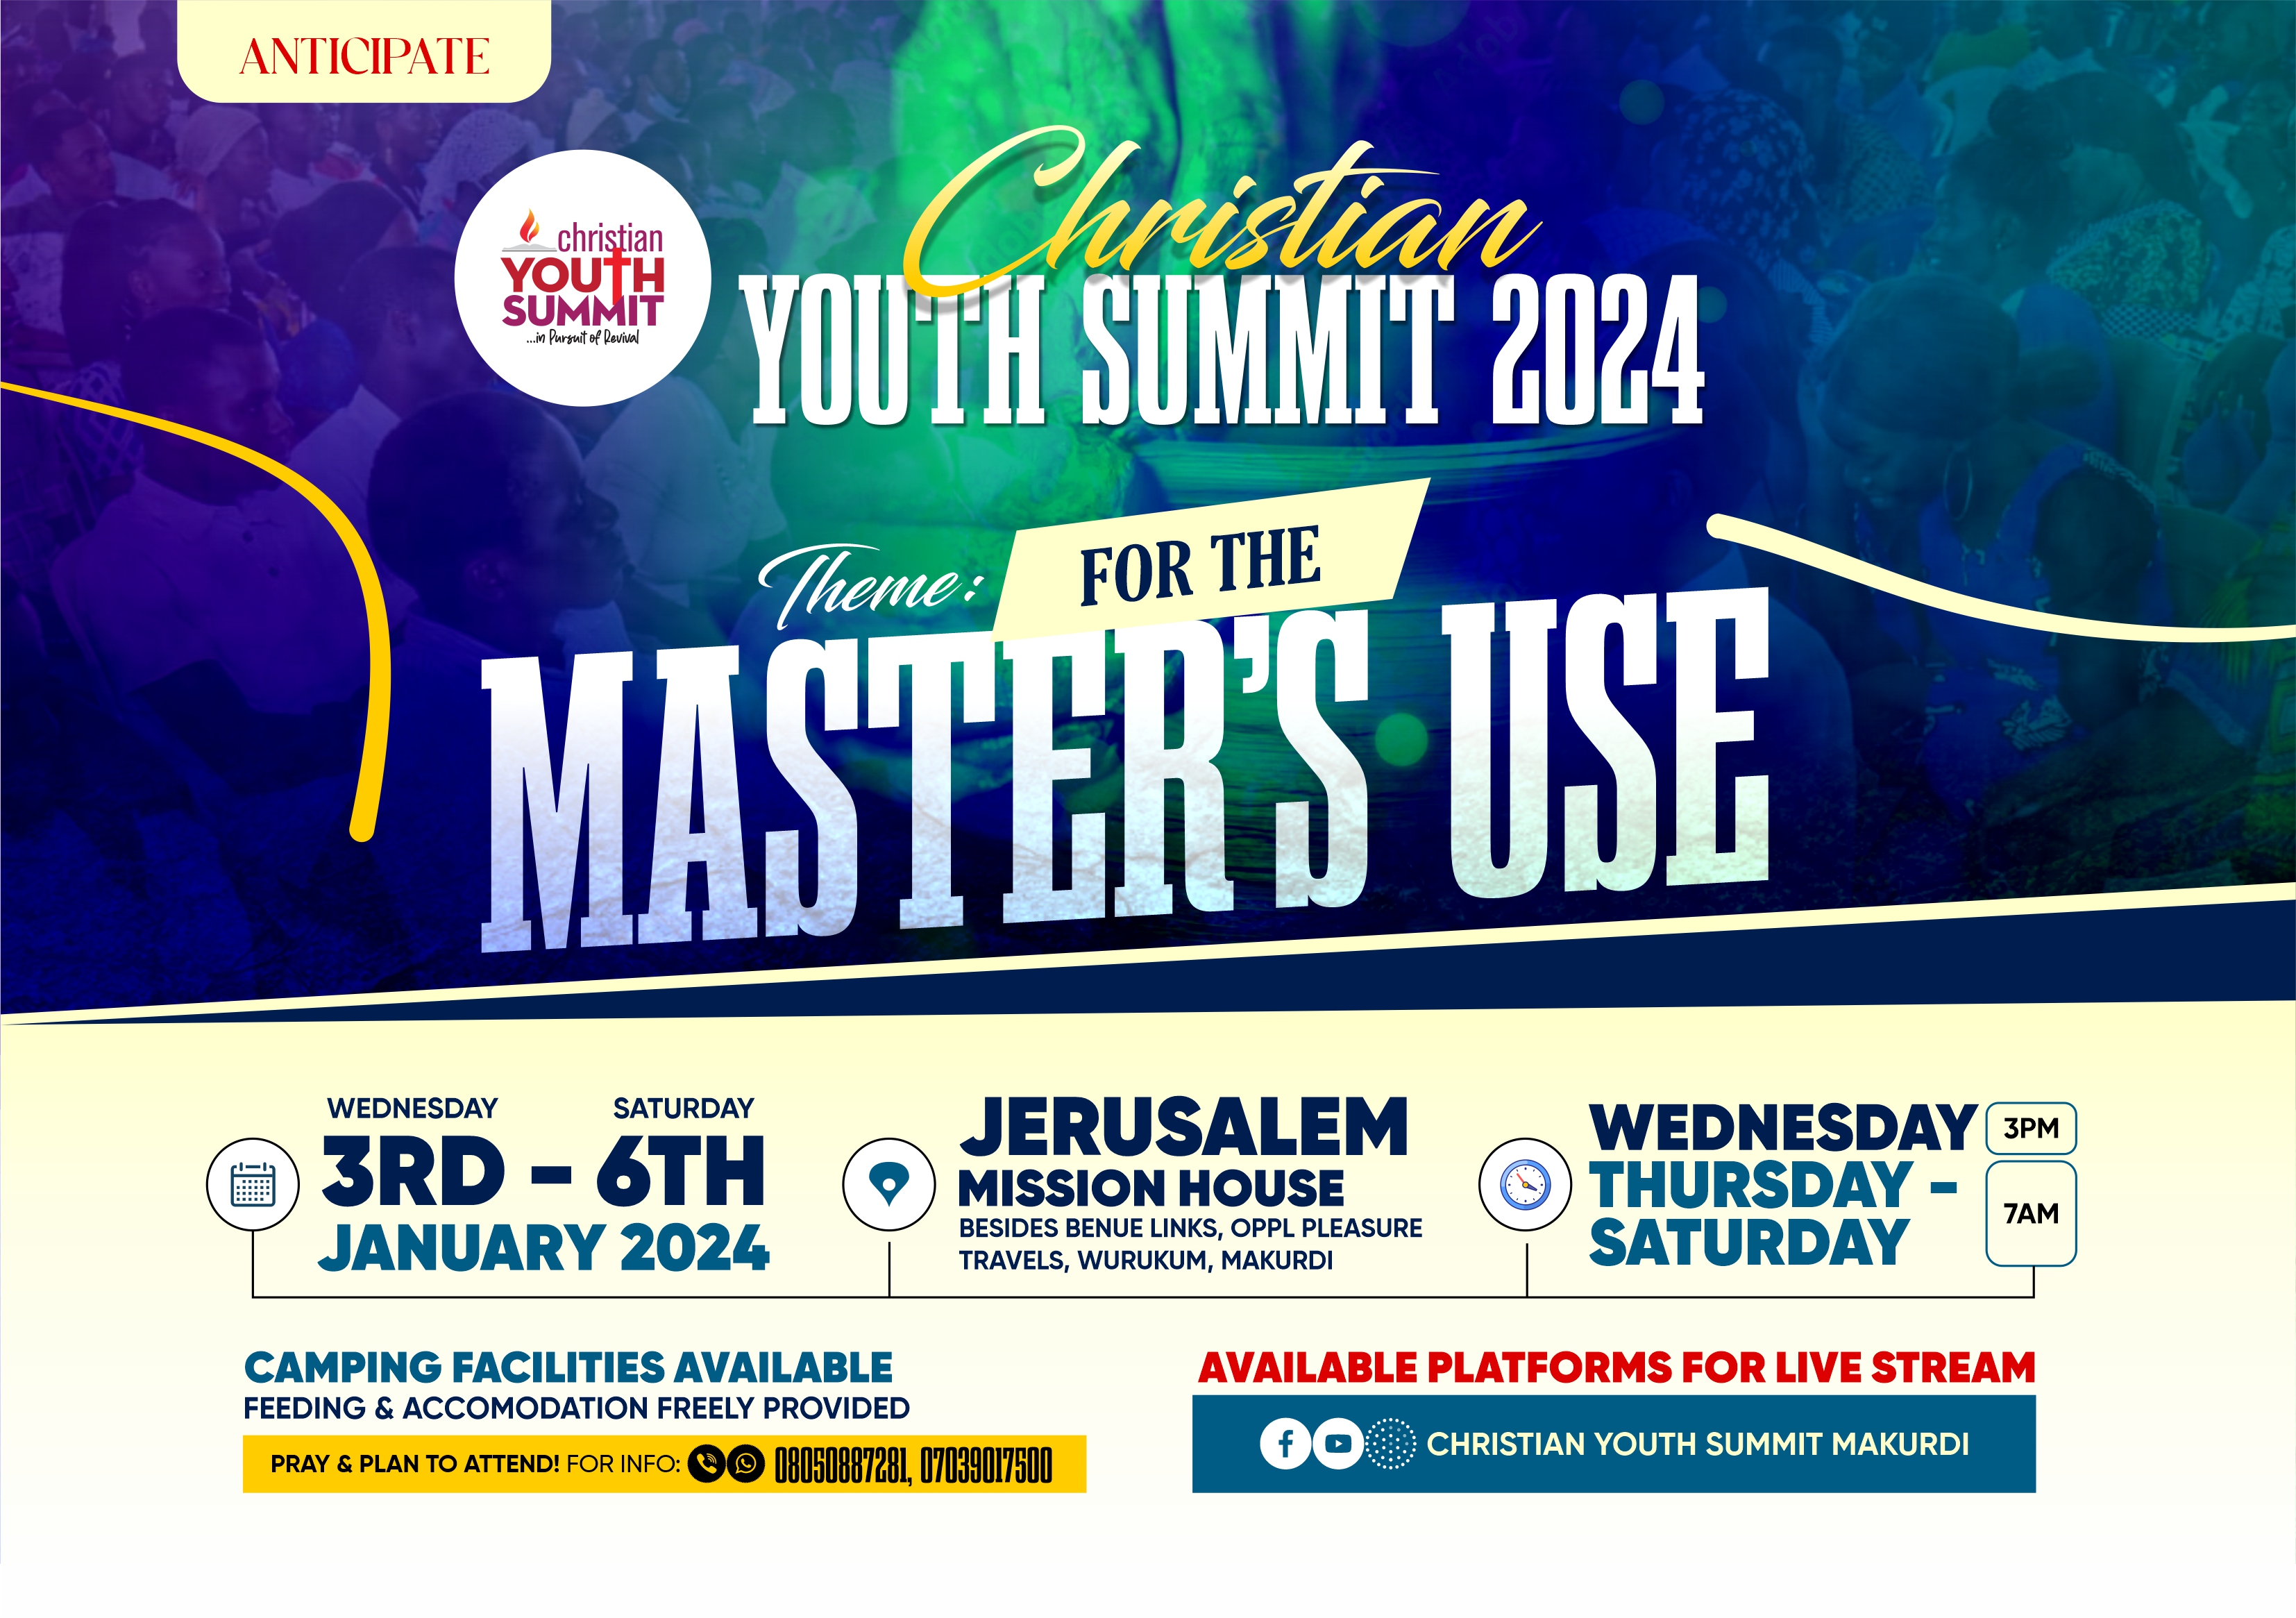 ANTICIPATE
christian
YOUTH
SUMMIT
...in Pursuit of Revival
Christian
YOUTH SUMMIT 2024
Theme:
FOR THE
MASTER'S USE
WEDNESDAY SATURDAY
3RD - 6TH
JANUARY 2024
JERUSALEM
MISSION HOUSE
BESIDES BENUE LINKS, OPPL PLEASURE
TRAVELS, WURUKUM, MAKURDI
WEDNESDAY 3PM
THURSDAY -
SATURDAY
7AM
CAMPING FACILITIES AVAILABLE
FEEDING & ACCOMODATION FREELY PROVIDED
PRAY & PLAN TO ATTEND! FOR INFO: 08050887281, 07039017500
AVAILABLE PLATFORMS FOR LIVE STREAM
CHRISTIAN YOUTH SUMMIT MAKURDI